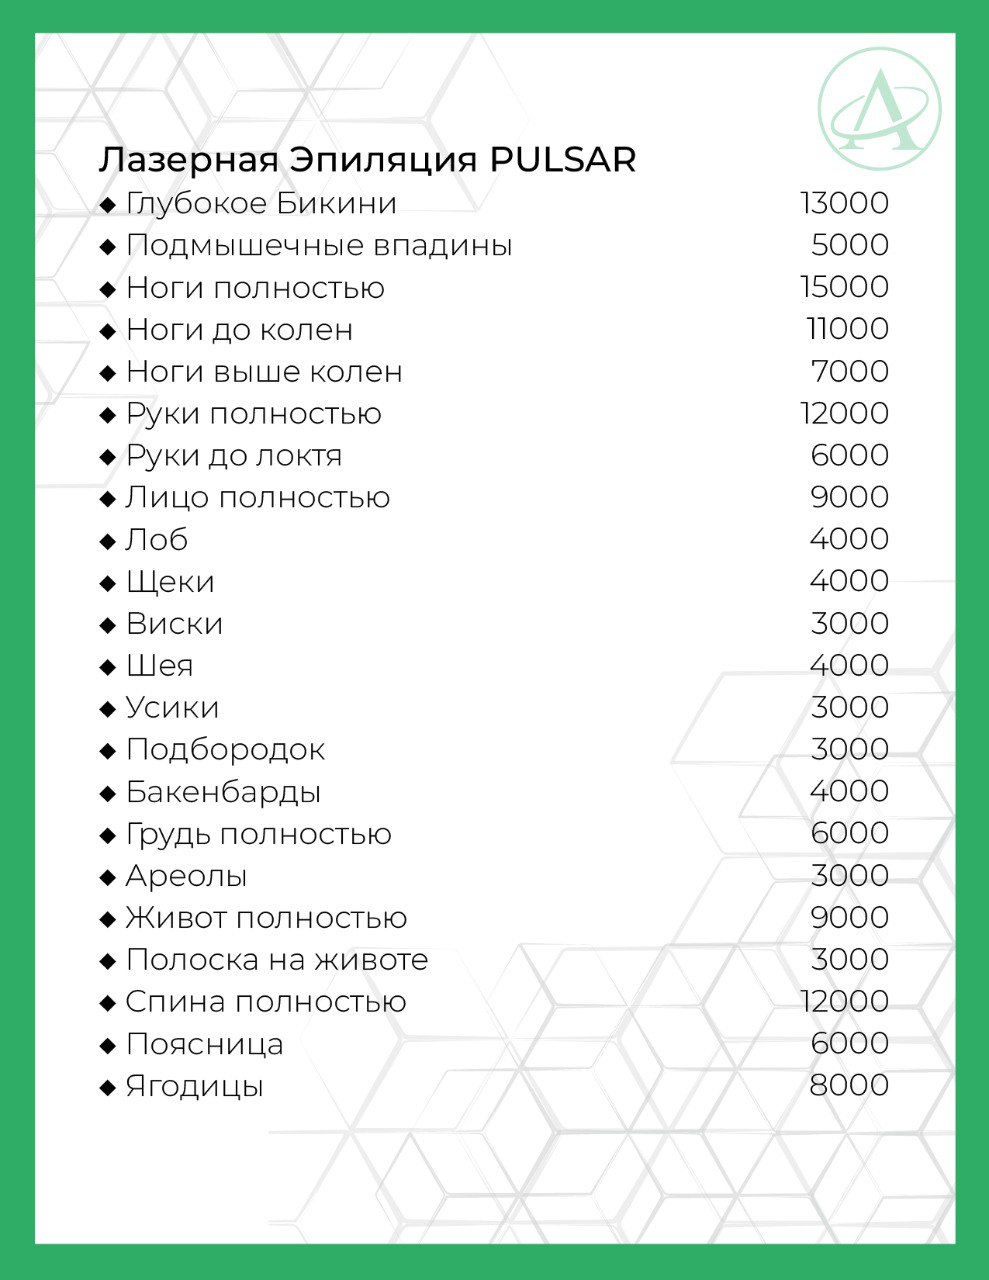 Лазерная Эпиляция PULSAR
◆ Глубокое Бикини 13000
◆ Подмышечные впадины 5000
◆ Ноги полностью 15000
◆ Ноги до колен 11000
◆ Ноги выше колен 7000
◆ Руки полностью 12000
◆ Руки до локтя 6000
◆ Лицо полностью 9000
◆ Лоб 4000
◆ Щеки 4000
◆ Виски 3000
◆ Шея 4000
◆ Усики 3000
◆ Подбородок 3000
◆ Бакенбарды 4000
◆ Грудь полностью 6000
◆ Ареолы 3000
◆ Живот полностью 9000
◆ Полоска на животе 3000
◆ Спина полностью 12000
◆ Поясница 6000
◆ Ягодицы 8000